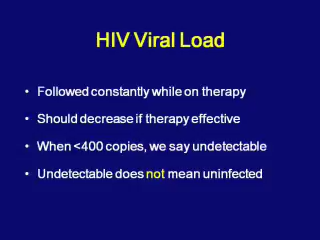 HIV Viral Load
• Followed constantly while on therapy
• Should decrease if therapy effective
• When <400 copies, we say undetectable
• Undetectable does not mean uninfected